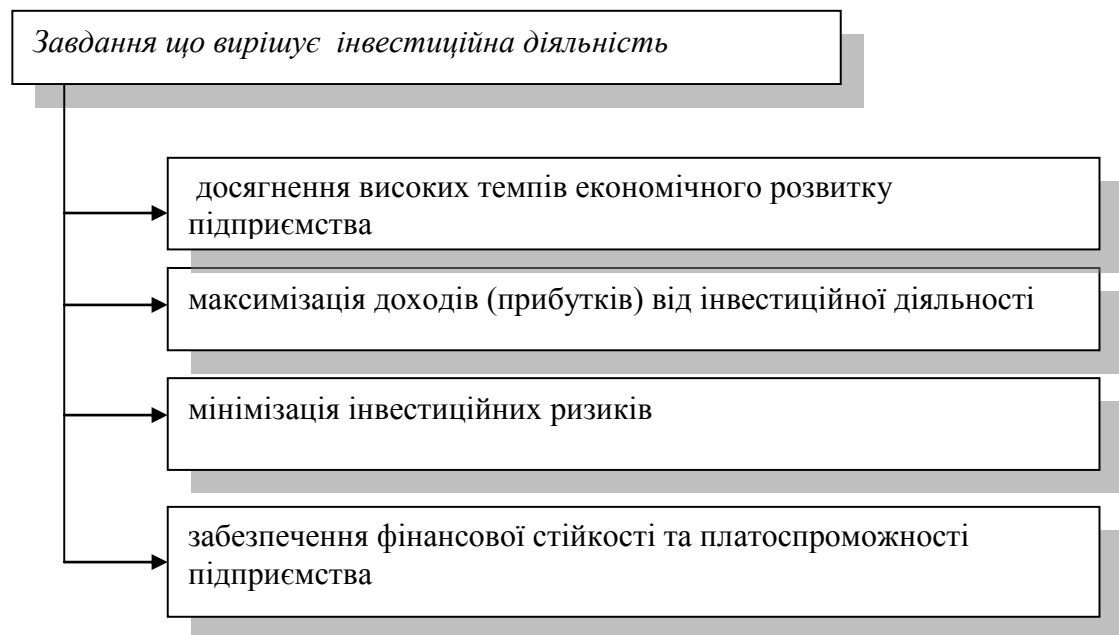 Завдання що вирішує інвестиційна діяльність
досягнення високих темпів економічного розвитку
підприємства
максимізація доходів (прибутків) від інвестиційної діяльності
мінімізація інвестиційних ризиків
забезпечення фінансової стійкості та платоспроможності
підприємства